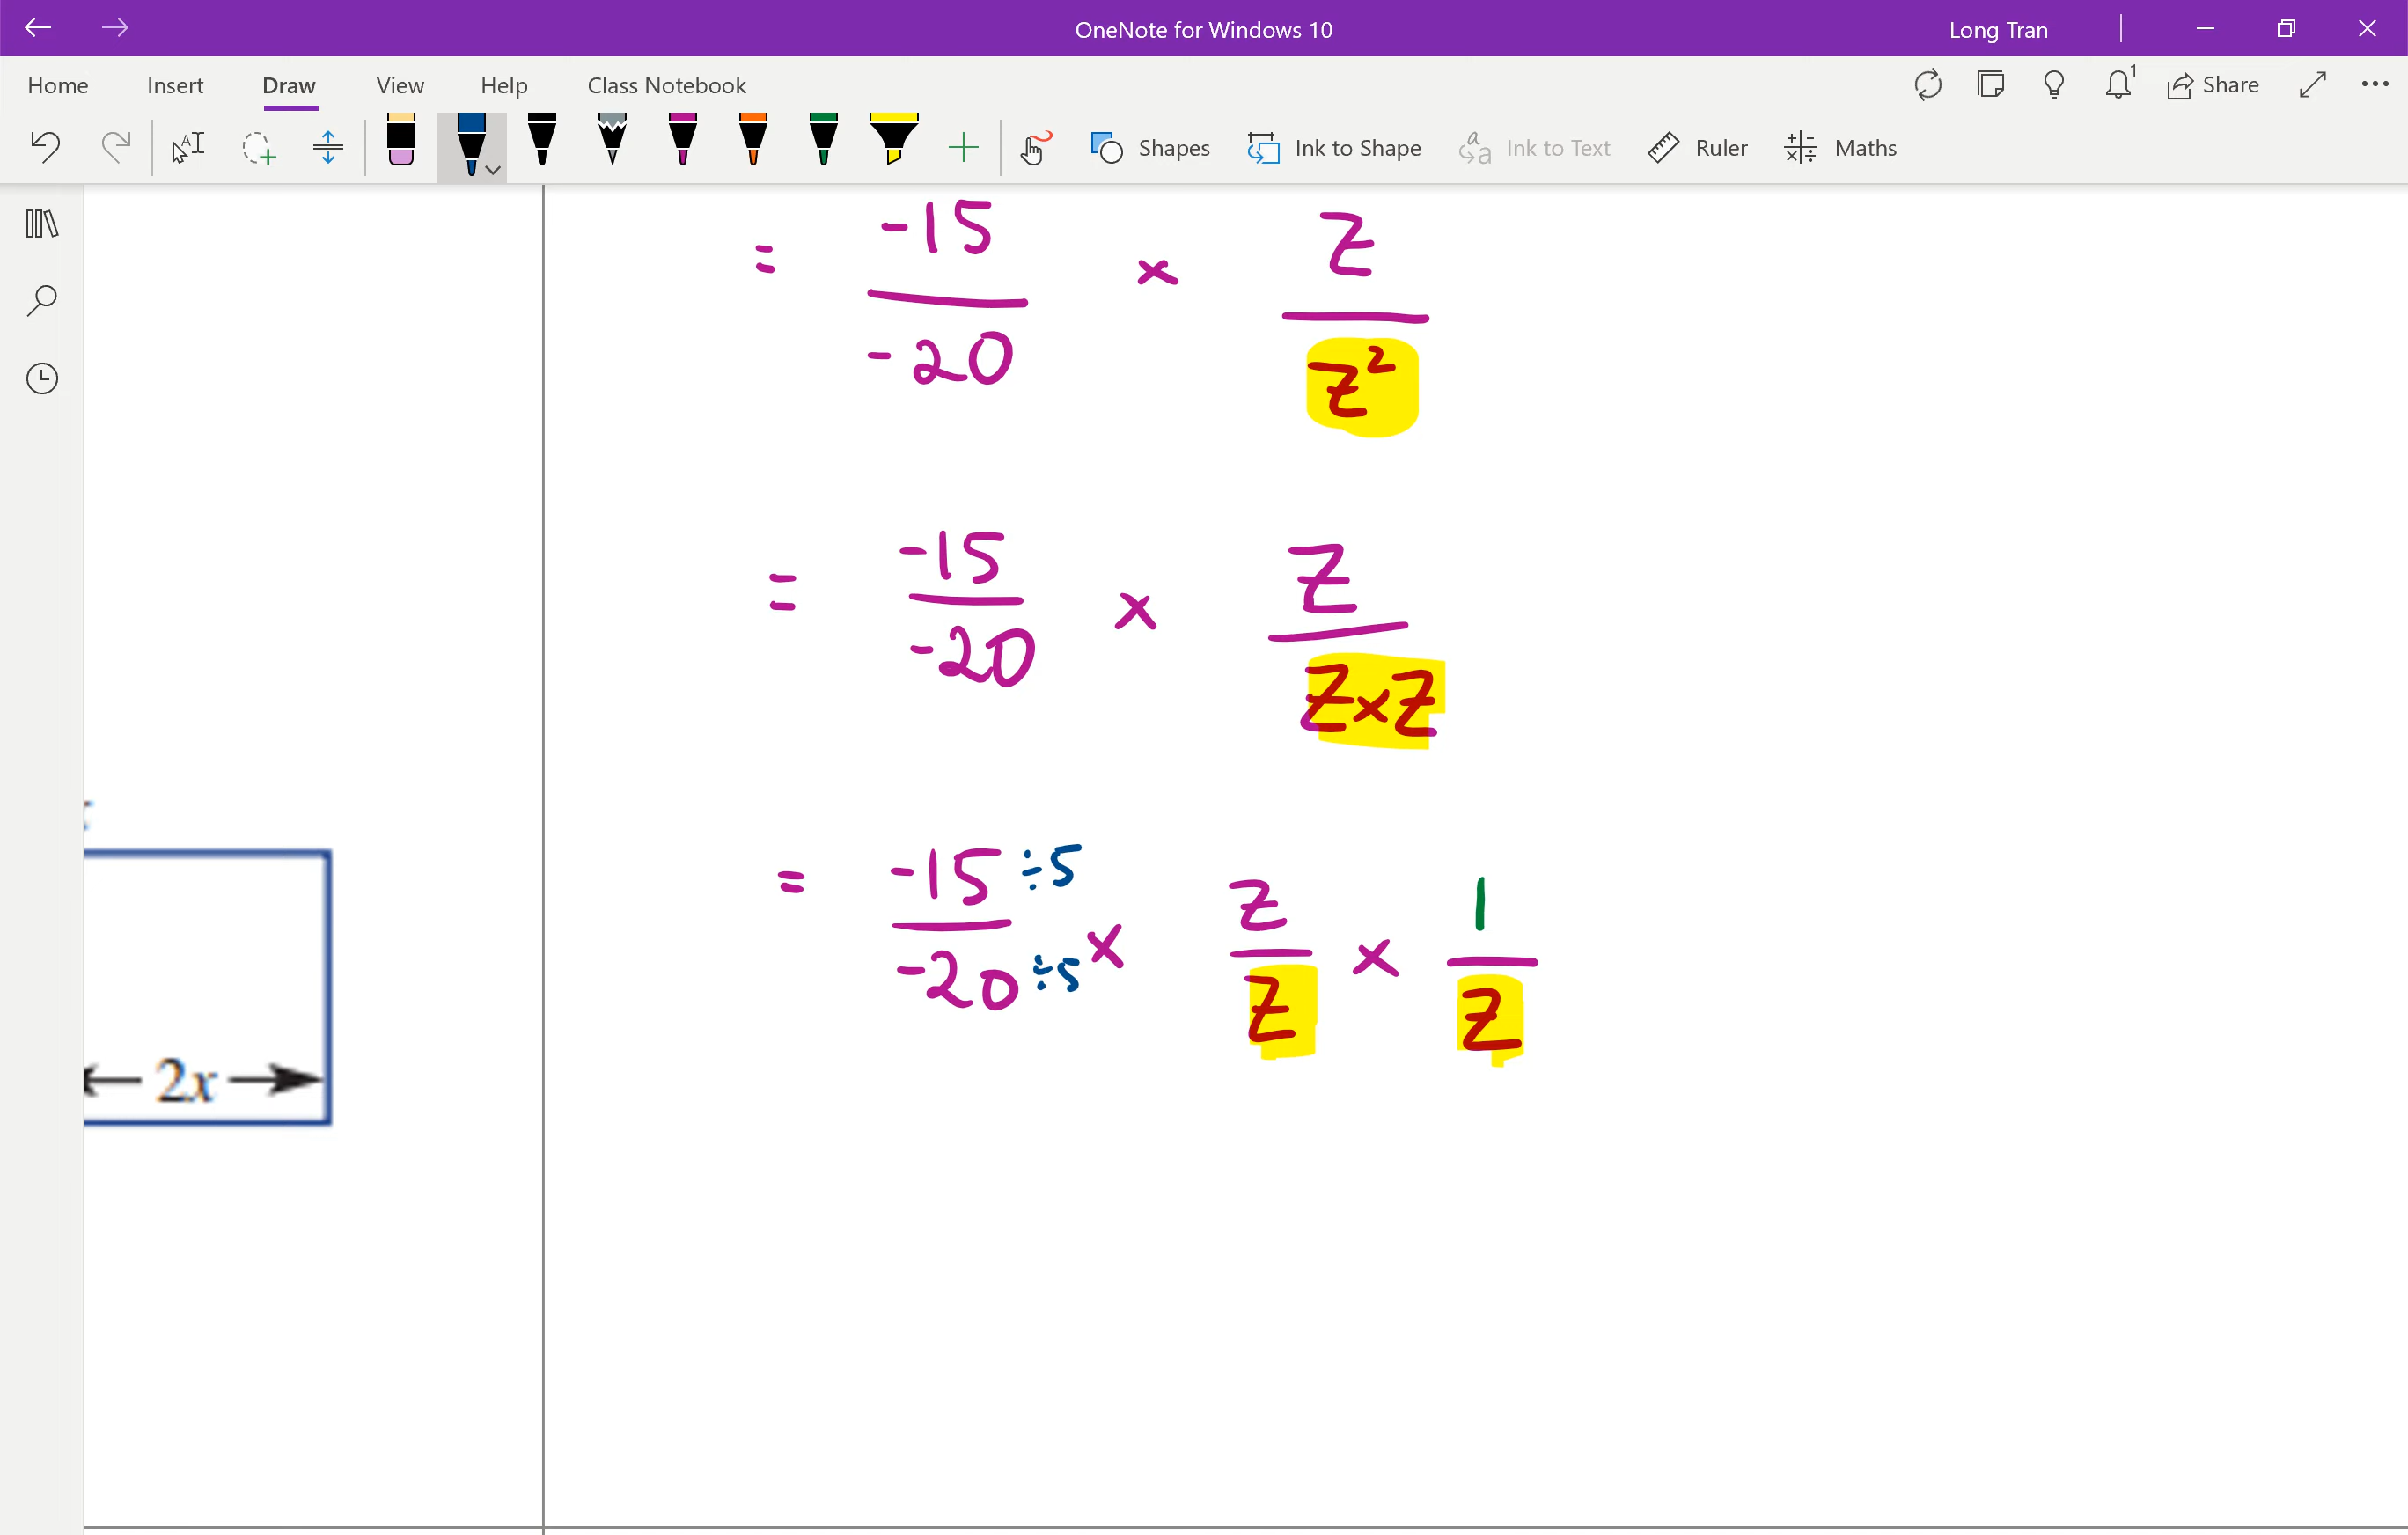 OneNote for Windows 10
Long Tran
Home Insert Draw View Help Class Notebook
1 Share
Shapes Ink to Shape Ink to Text Ruler Maths
= -15 × z
-20 z²
= -15 × z
-20 z×z
= -15 ÷5 × z × 1
-20 ÷5 z z
2x